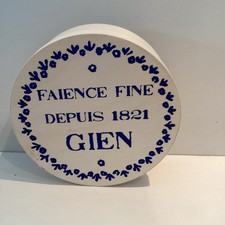 FAIENCE FINE
DEPUIS 1821
GIEN